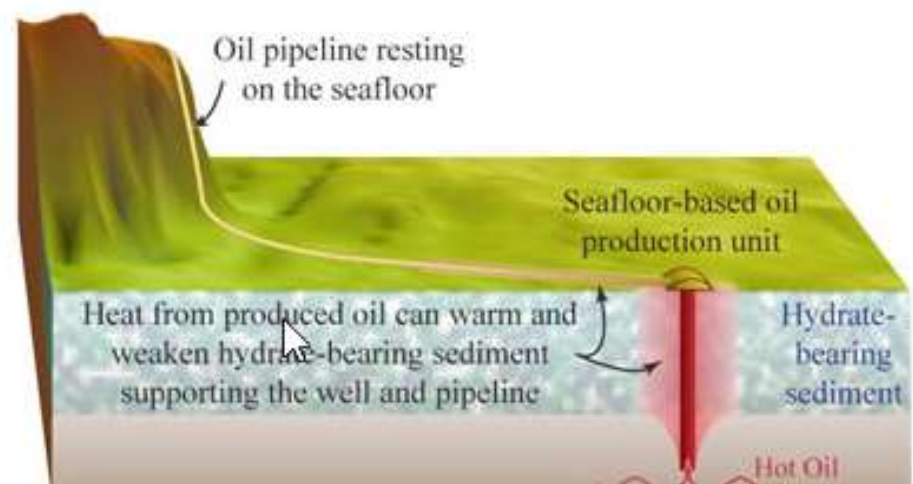 Oil pipeline resting
on the seafloor
Seafloor-based oil
production unit
Heat from produced oil can warm and
weaken hydrate-bearing sediment
supporting the well and pipeline
Hydrate-
bearing
sediment
Hot Oil